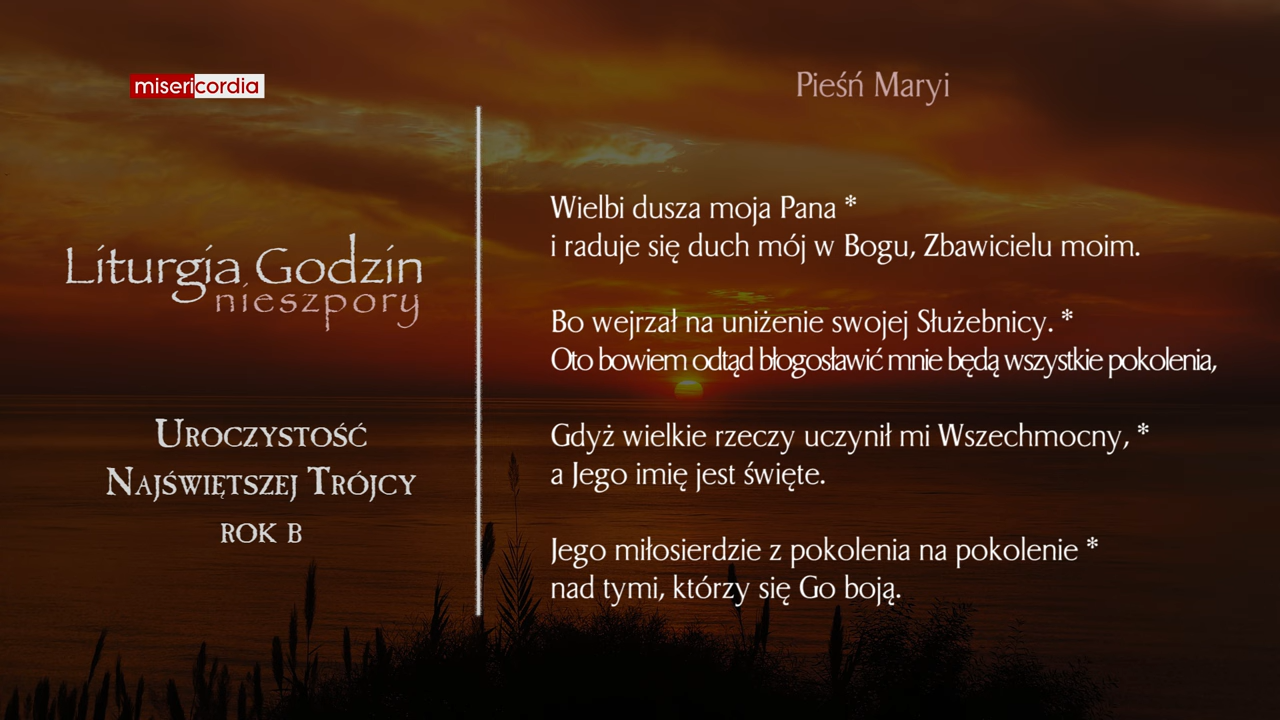 misericordia
Liturgia Godzin
nieszpory
Uroczystość
Najświętszej Trójcy
rok B
Pieśń Maryi
Wielbi dusza moja Pana *
i raduje się duch mój w Bogu, Zbawicielu moim.
Bo wejrzał na uniżenie swojej Służebnicy. *
Oto bowiem odtąd błogosławić mnie będą wszystkie pokolenia,
Gdyż wielkie rzeczy uczynił mi Wszechmocny, *
a Jego imię jest święte.
Jego miłosierdzie z pokolenia na pokolenie *
nad tymi, którzy się Go boją.